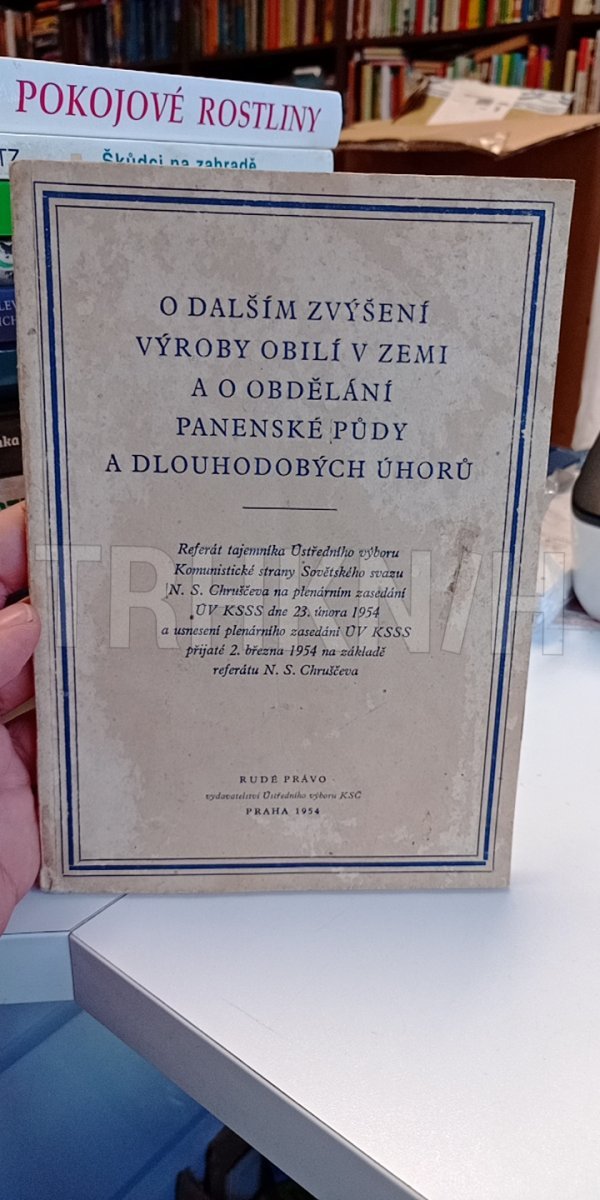 POKOJOVÉ ROSTLINY
TZ
Škůdci na zahradě
O DALŠÍM ZVÝŠENÍ
VÝROBY OBILÍ V ZEMI
A O OBDĚLÁNÍ
PANENSKÉ PŮDY
A DLOUHODOBÝCH ÚHORŮ
Referát tajemníka Ústředního výboru
Komunistické strany Sovětského svazu
N. S. Chruščeva na plenárním zasedání
ÚV KSSS dne 23. února 1954
a usnesení plenárního zasedání ÚV KSSS
přijaté 2. března 1954 na základě
referátu N. S. Chruščeva
RUDÉ PRÁVO
vydavatelství Ústředního výboru KSČ
PRAHA 1954